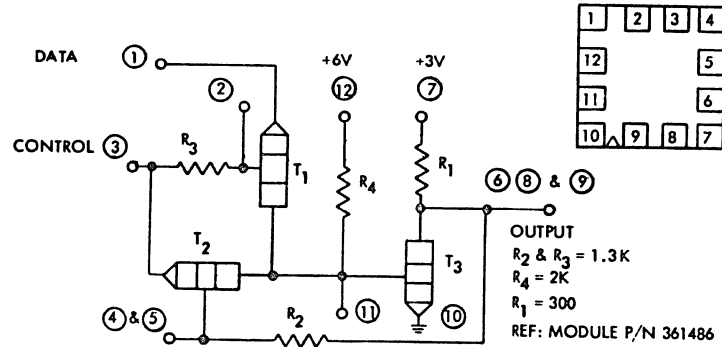 1 2 3 4
DATA 1
+6V +3V
12 5
2 12 7
11 6
CONTROL 3 R3
10 9 8 7
T1 R4 R1
6 8 & 9
OUTPUT
T2 T3
R2 & R3 = 1.3K
R4 = 2K
4 & 5 R2 11 10
R1 = 300
REF: MODULE P/N 361486